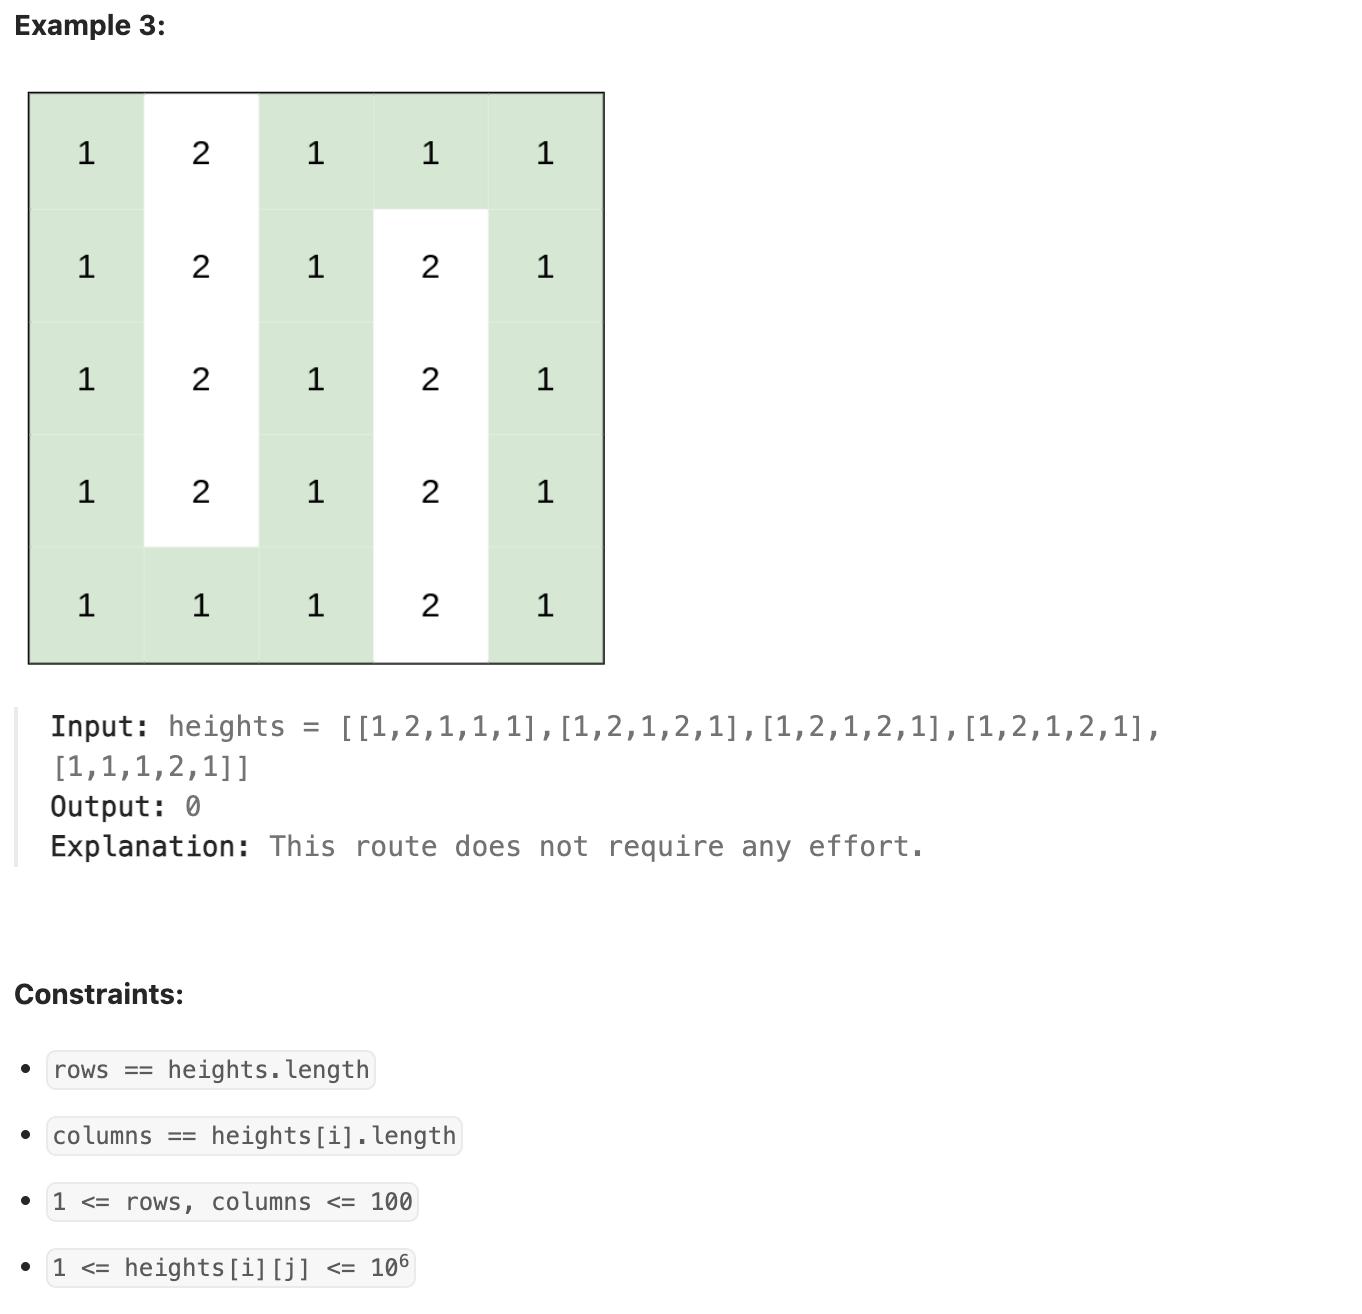 Example 3:
1 2 1 1 1
1 2 1 2 1
1 2 1 2 1
1 2 1 2 1
1 1 1 2 1
Input: heights = [[1,2,1,1,1],[1,2,1,2,1],[1,2,1,2,1],[1,2,1,2,1],
[1,1,1,2,1]]
Output: 0
Explanation: This route does not require any effort.
Constraints:
• rows == heights.length
• columns == heights[i].length
• 1 <= rows, columns <= 100
• 1 <= heights[i][j] <= 10⁶